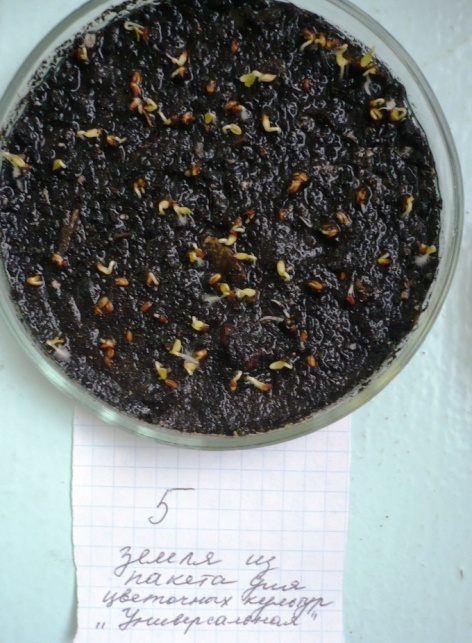 5
земля из
пакета для
цветочных культур
"Универсальная"